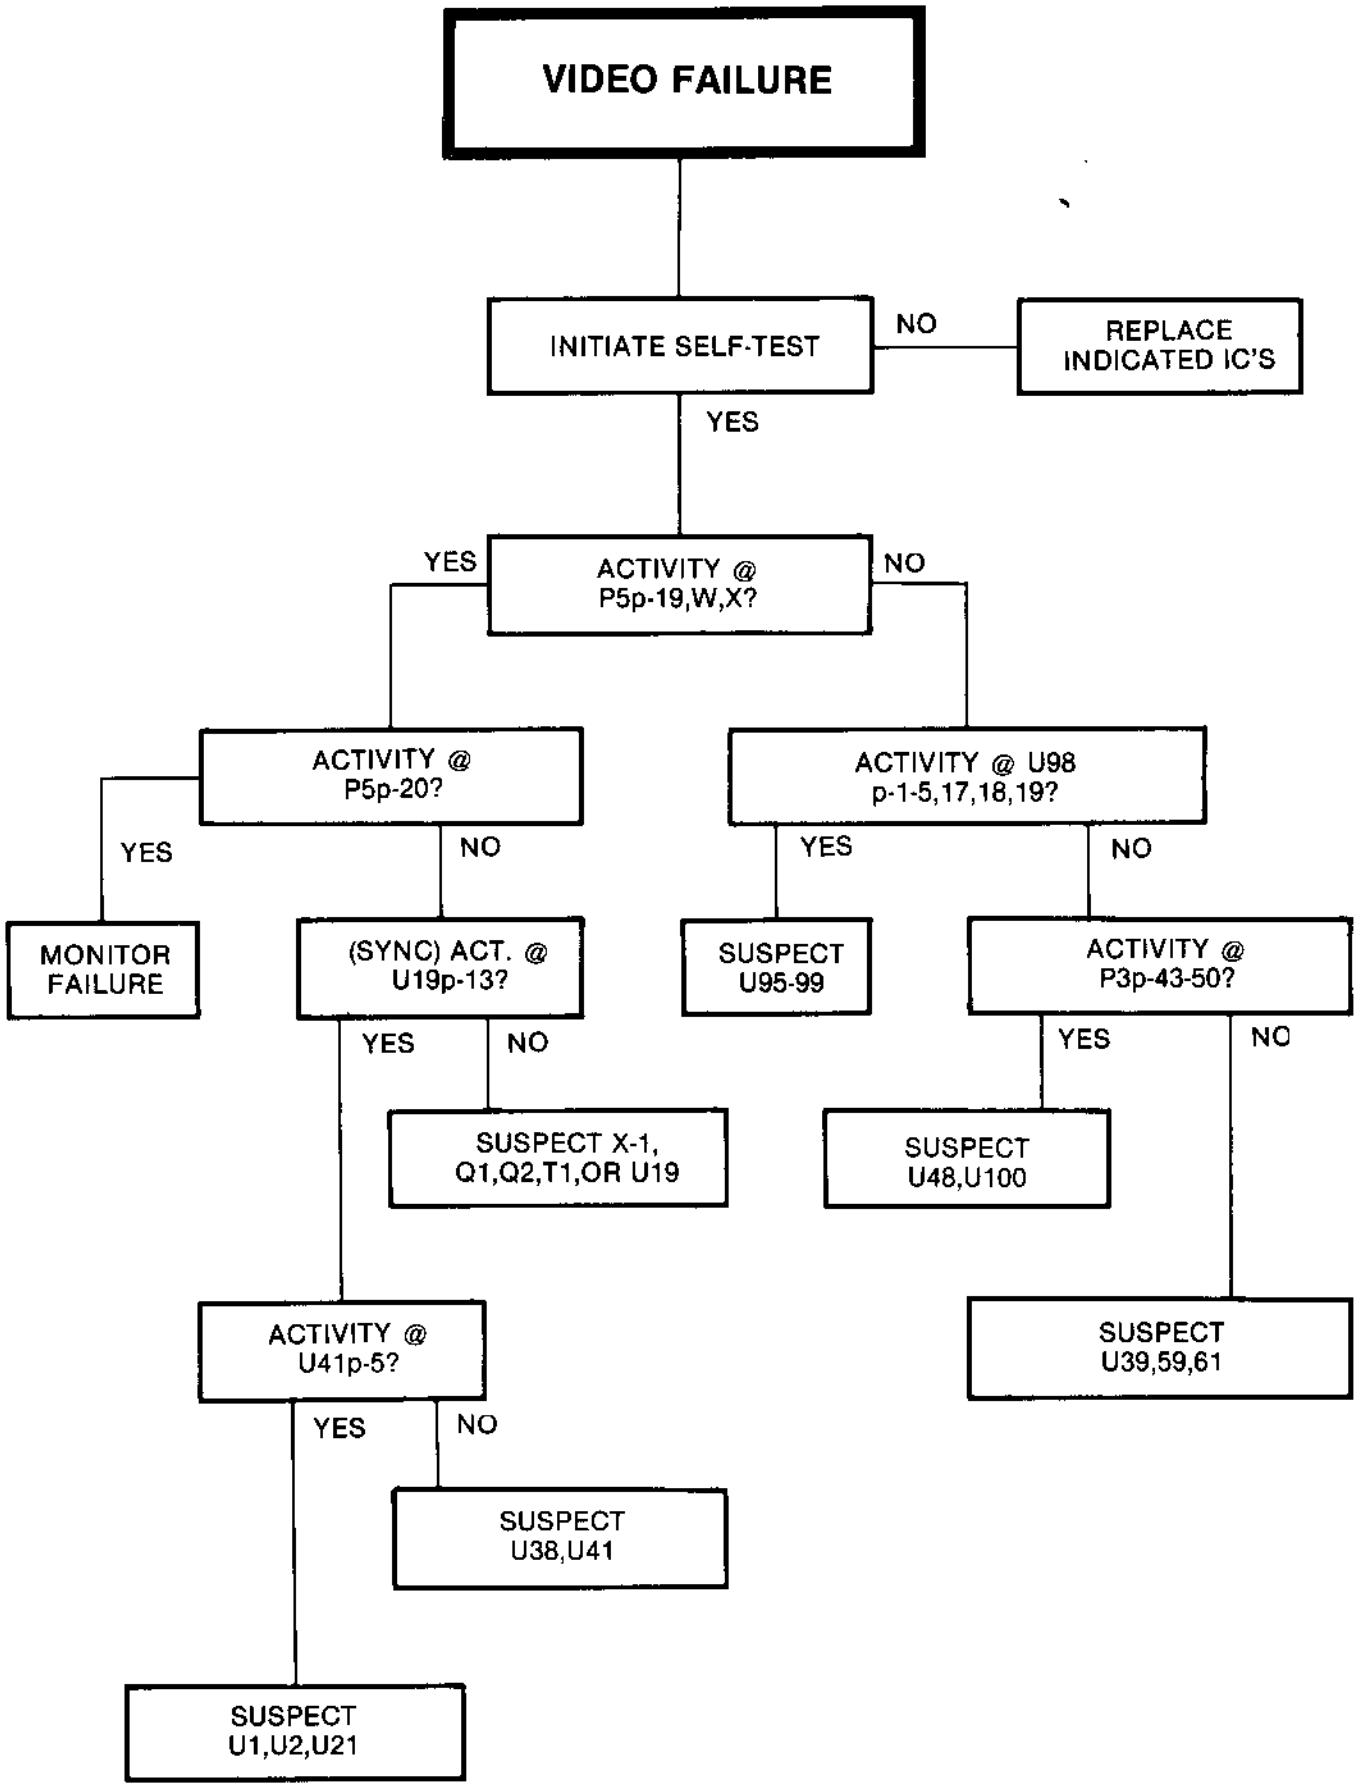 VIDEO FAILURE
INITIATE SELF-TEST
NO
REPLACE
INDICATED IC'S
YES
YES
ACTIVITY @
P5p-19,W,X?
NO
ACTIVITY @
P5p-20?
ACTIVITY @ U98
p-1-5,17,18,19?
YES
NO
YES
NO
MONITOR
FAILURE
(SYNC) ACT. @
U19p-13?
SUSPECT
U95-99
ACTIVITY @
P3p-43-50?
YES
NO
YES
NO
SUSPECT X-1,
Q1,Q2,T1,OR U19
SUSPECT
U48,U100
ACTIVITY @
U41p-5?
SUSPECT
U39,59,61
YES
NO
SUSPECT
U38,U41
SUSPECT
U1,U2,U21